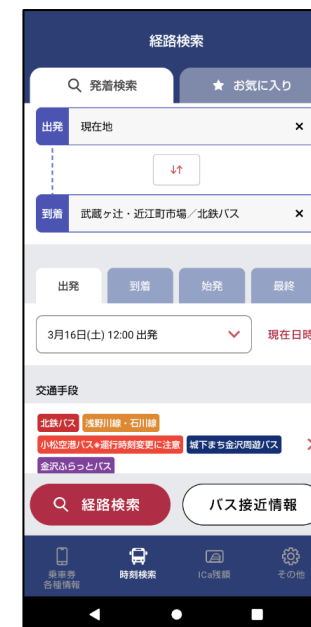 経路検索
発着検索
お気に入り
出発 現在地 ×
↓↑
到着 武蔵ヶ辻・近江町市場／北鉄バス ×
出発 到着 始発 最終
3月16日(土) 12:00 出発 現在日時
交通手段
北鉄バス 浅野川線・石川線
小松空港バス※運行時刻変更に注意 城下まち金沢周遊バス
金沢ふらっとバス
経路検索 バス接近情報
乗車券
各種情報
時刻検索
ICa残額
その他